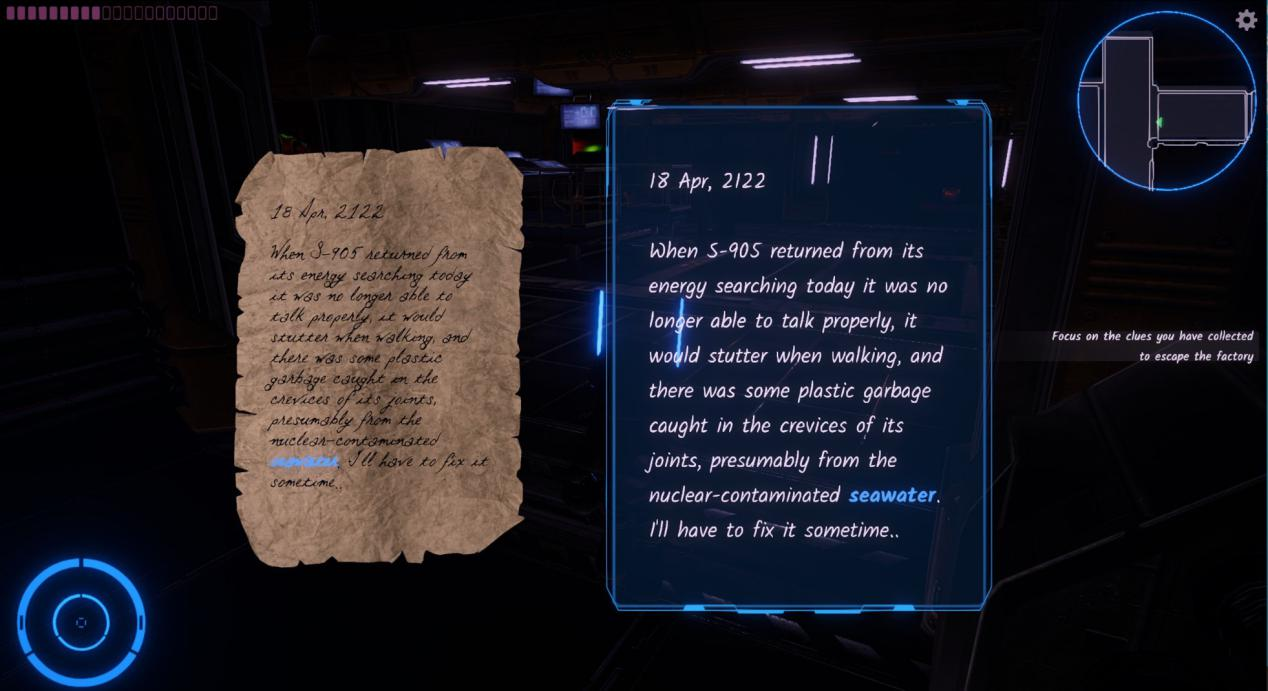 18 Apr, 2122
When S-905 returned from
its energy searching today
it was no longer able to
talk properly, it would
stutter when walking, and
there was some plastic
garbage caught in the
crevices of its joints,
presumably from the
nuclear-contaminated
seawater. I'll have to fix it
sometime..
18 Apr, 2122
When S-905 returned from its
energy searching today it was no
longer able to talk properly, it
would stutter when walking, and
there was some plastic garbage
caught in the crevices of its
joints, presumably from the
nuclear-contaminated seawater.
I'll have to fix it sometime..
Focus on the clues you have collected
to escape the factory